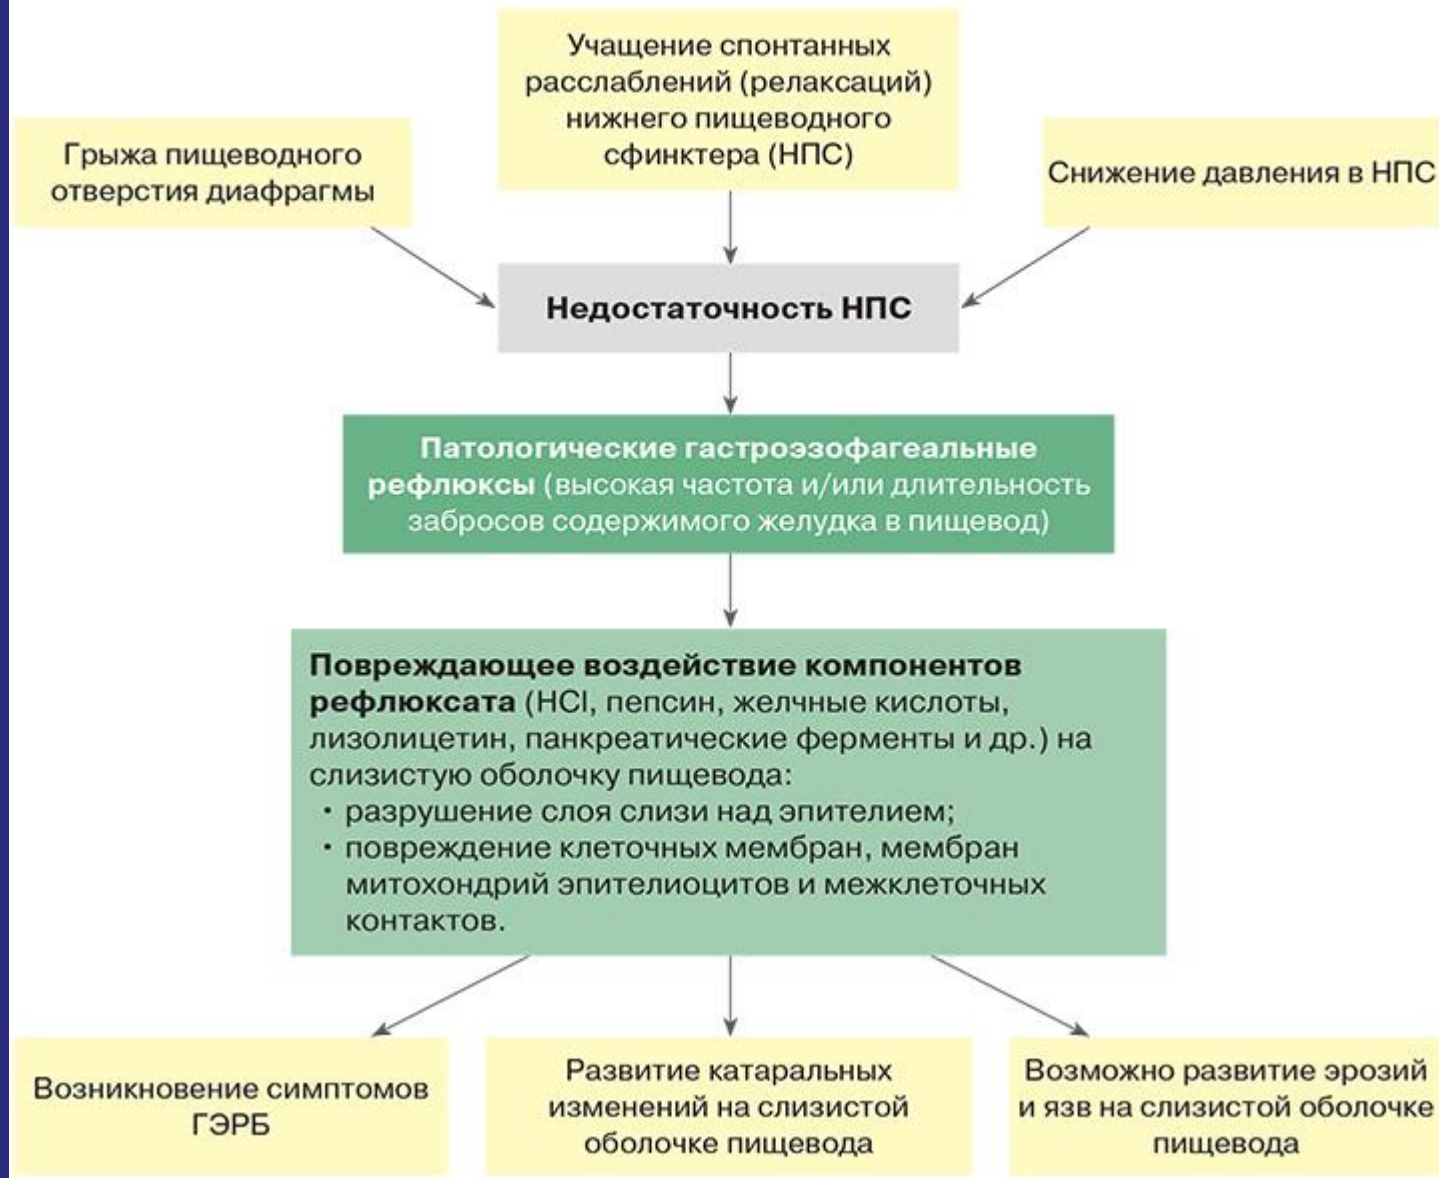 Учащение спонтанных
расслаблений (релаксаций)
нижнего пищеводного
сфинктера (НПС)
Грыжа пищеводного
отверстия диафрагмы
Снижение давления в НПС
Недостаточность НПС
Патологические гастроэзофагеальные
рефлюксы (высокая частота и/или длительность
забросов содержимого желудка в пищевод)
Повреждающее воздействие компонентов
рефлюксата (HCl, пепсин, желчные кислоты,
лизолицетин, панкреатические ферменты и др.) на
слизистую оболочку пищевода:
• разрушение слоя слизи над эпителием;
• повреждение клеточных мембран, мембран
митохондрий эпителиоцитов и межклеточных
контактов.
Возникновение симптомов
ГЭРБ
Развитие катаральных
изменений на слизистой
оболочке пищевода
Возможно развитие эрозий
и язв на слизистой оболочке
пищевода